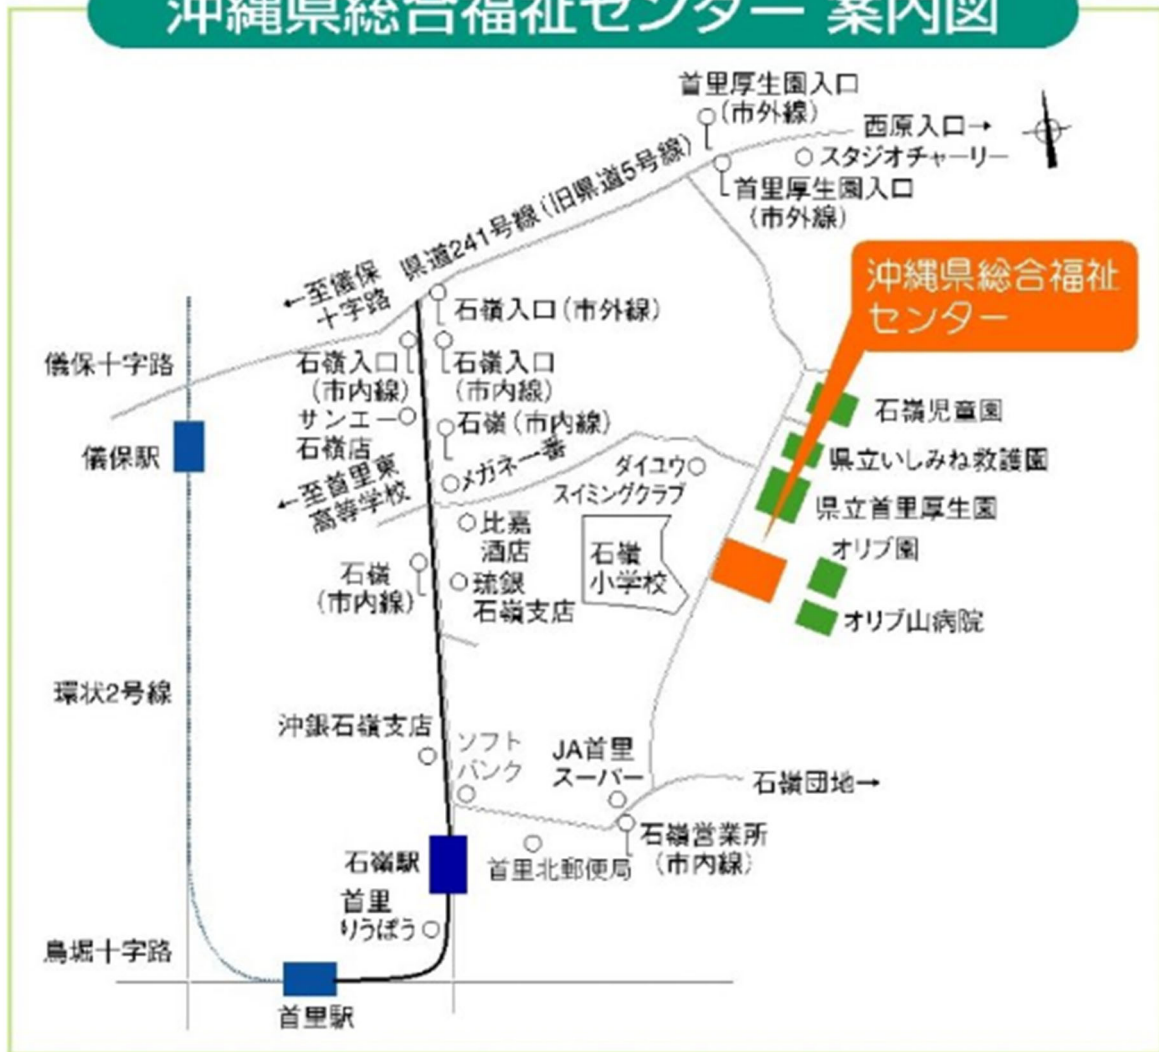 沖縄県総合福祉センター 案内図
首里厚生園入口
(市外線)
西原入口→
スタジオチャーリー
首里厚生園入口
(市外線)
県道241号線(旧県道5号線)
←至儀保
十字路
沖縄県総合福祉
センター
石嶺入口(市外線)
儀保十字路
石嶺入口
(市内線)
石嶺入口
(市内線)
サンエー
石嶺店
石嶺(市内線)
石嶺児童園
儀保駅
メガネ一番
ダイユウ
スイミングクラブ
県立いしみね救護園
←至首里東
高等学校
県立首里厚生園
比嘉
酒店
石嶺
小学校
オリブ園
石嶺
(市内線)
琉銀
石嶺支店
オリブ山病院
環状2号線
沖銀石嶺支店
ソフト
バンク
JA首里
スーパー
石嶺団地→
石嶺営業所
(市内線)
石嶺駅
首里北郵便局
首里
りうぼう
鳥堀十字路
首里駅